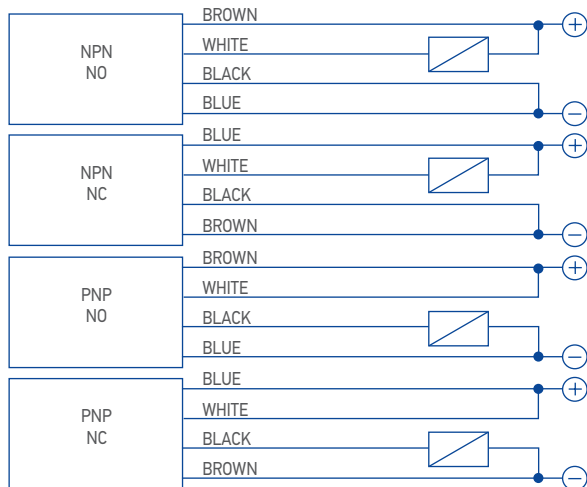 BROWN
WHITE
NPN
NO
BLACK
BLUE
+
−
BLUE
WHITE
NPN
NC
BLACK
BROWN
+
−
BROWN
WHITE
PNP
NO
BLACK
BLUE
+
−
BLUE
WHITE
PNP
NC
BLACK
BROWN
+
−